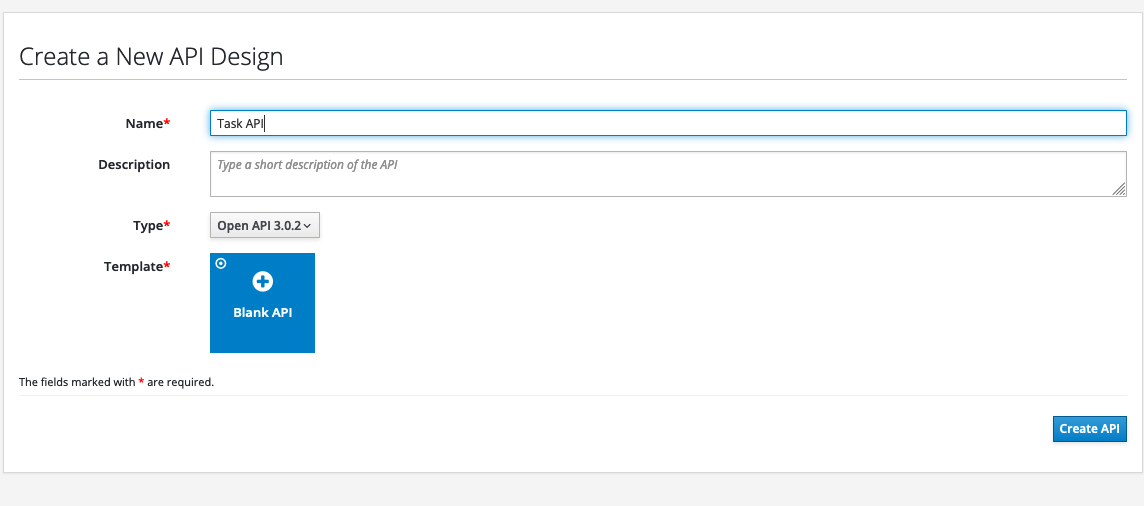 Create a New API Design
Name* Task API
Description Type a short description of the API
Type* Open API 3.0.2
Template* Blank API
The fields marked with * are required.
Create API